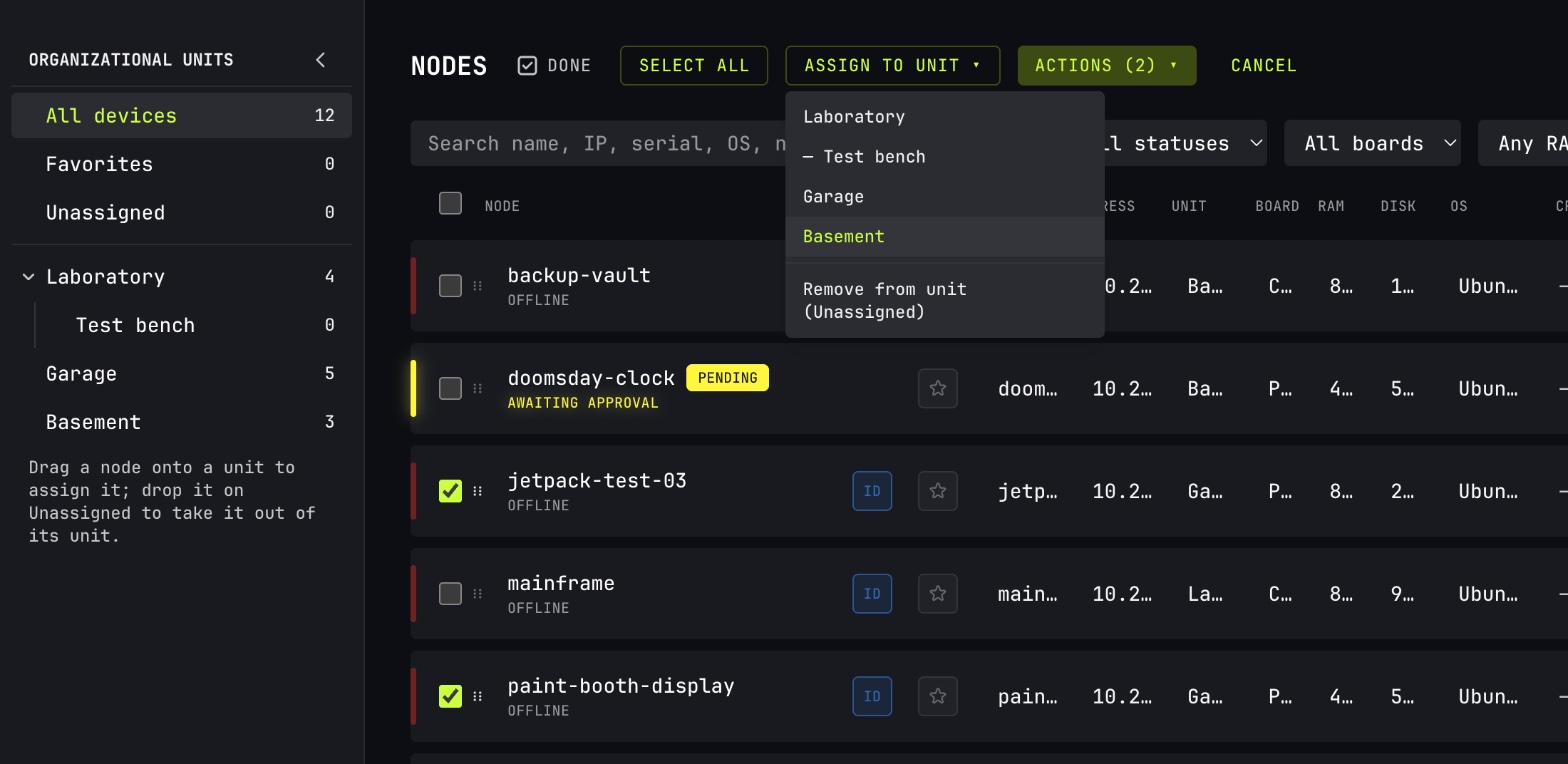 ORGANIZATIONAL UNITS
All devices 12
Favorites 0
Unassigned 0
Laboratory 4
Test bench 0
Garage 5
Basement 3
Drag a node onto a unit to
assign it; drop it on
Unassigned to take it out of
its unit.
NODES DONE SELECT ALL ASSIGN TO UNIT ▾ ACTIONS (2) ▾ CANCEL
Laboratory
— Test bench
Garage
Basement
Remove from unit
(Unassigned)
Search name, IP, serial, OS, statuses All boards Any
NODE UNIT BOARD RAM DISK OS
backup-vault
OFFLINE
0.2… Ba… C… 8… 1… Ubun… —
doomsday-clock PENDING
AWAITING APPROVAL
doom… 10.2… Ba… P… 4… 5… Ubun… —
jetpack-test-03
OFFLINE
ID jetp… 10.2… Ga… P… 8… 2… Ubun… —
mainframe
OFFLINE
ID main… 10.2… La… C… 8… 9… Ubun… —
paint-booth-display
OFFLINE
ID pain… 10.2… Ga… P… 4… 5… Ubun… —